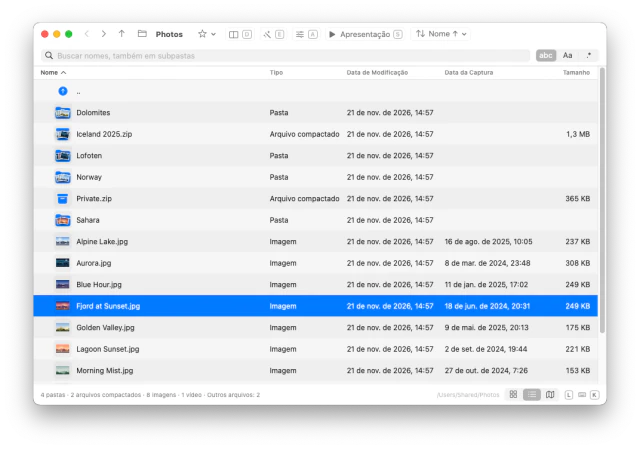 Photos D E A Apresentação S Nome
Buscar nomes, também em subpastas abc Aa .*
Nome Tipo Data de Modificação Data da Captura Tamanho
..
Dolomites Pasta 21 de nov. de 2026, 14:57
Iceland 2025.zip Arquivo compactado 21 de nov. de 2026, 14:57 1,3 MB
Lofoten Pasta 21 de nov. de 2026, 14:57
Norway Pasta 21 de nov. de 2026, 14:57
Private.zip Arquivo compactado 21 de nov. de 2026, 14:57 365 KB
Sahara Pasta 21 de nov. de 2026, 14:57
Alpine Lake.jpg Imagem 21 de nov. de 2026, 14:57 16 de ago. de 2025, 10:05 237 KB
Aurora.jpg Imagem 21 de nov. de 2026, 14:57 8 de mar. de 2024, 23:48 308 KB
Blue Hour.jpg Imagem 21 de nov. de 2026, 14:57 11 de jan. de 2025, 17:02 249 KB
Fjord at Sunset.jpg Imagem 21 de nov. de 2026, 14:57 18 de jun. de 2024, 20:31 249 KB
Golden Valley.jpg Imagem 21 de nov. de 2026, 14:57 9 de mai. de 2025, 20:13 175 KB
Lagoon Sunset.jpg Imagem 21 de nov. de 2026, 14:57 2 de set. de 2024, 19:44 221 KB
Morning Mist.jpg Imagem 21 de nov. de 2026, 14:57 27 de out. de 2024, 7:26 153 KB
4 pastas · 2 arquivos compactados · 8 imagens · 1 vídeo · Outros arquivos: 2 /Users/Shared/Photos L K